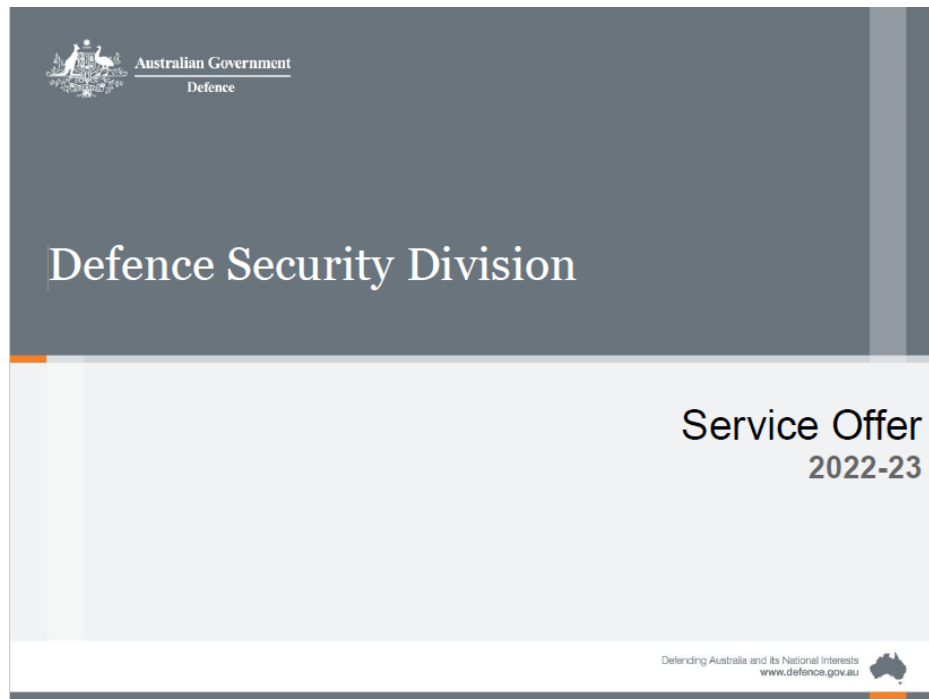 Australian Government
Defence
Defence Security Division
Service Offer
2022-23
Defending Australia and its National Interests
www.defence.gov.au